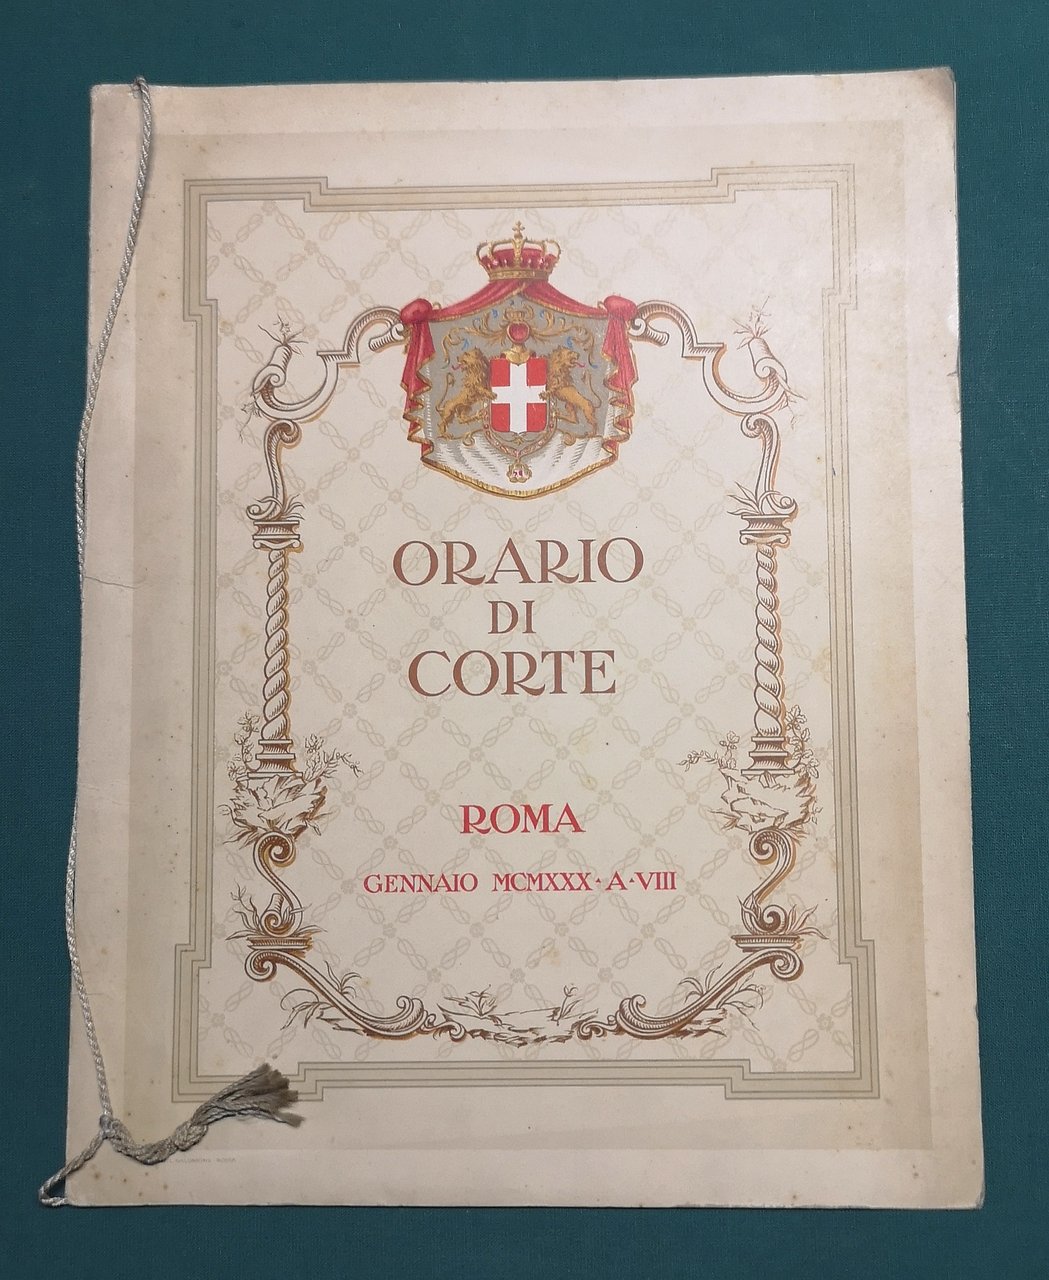 ORARIO
DI
CORTE
ROMA
GENNAIO MCMXXX·A·VIII